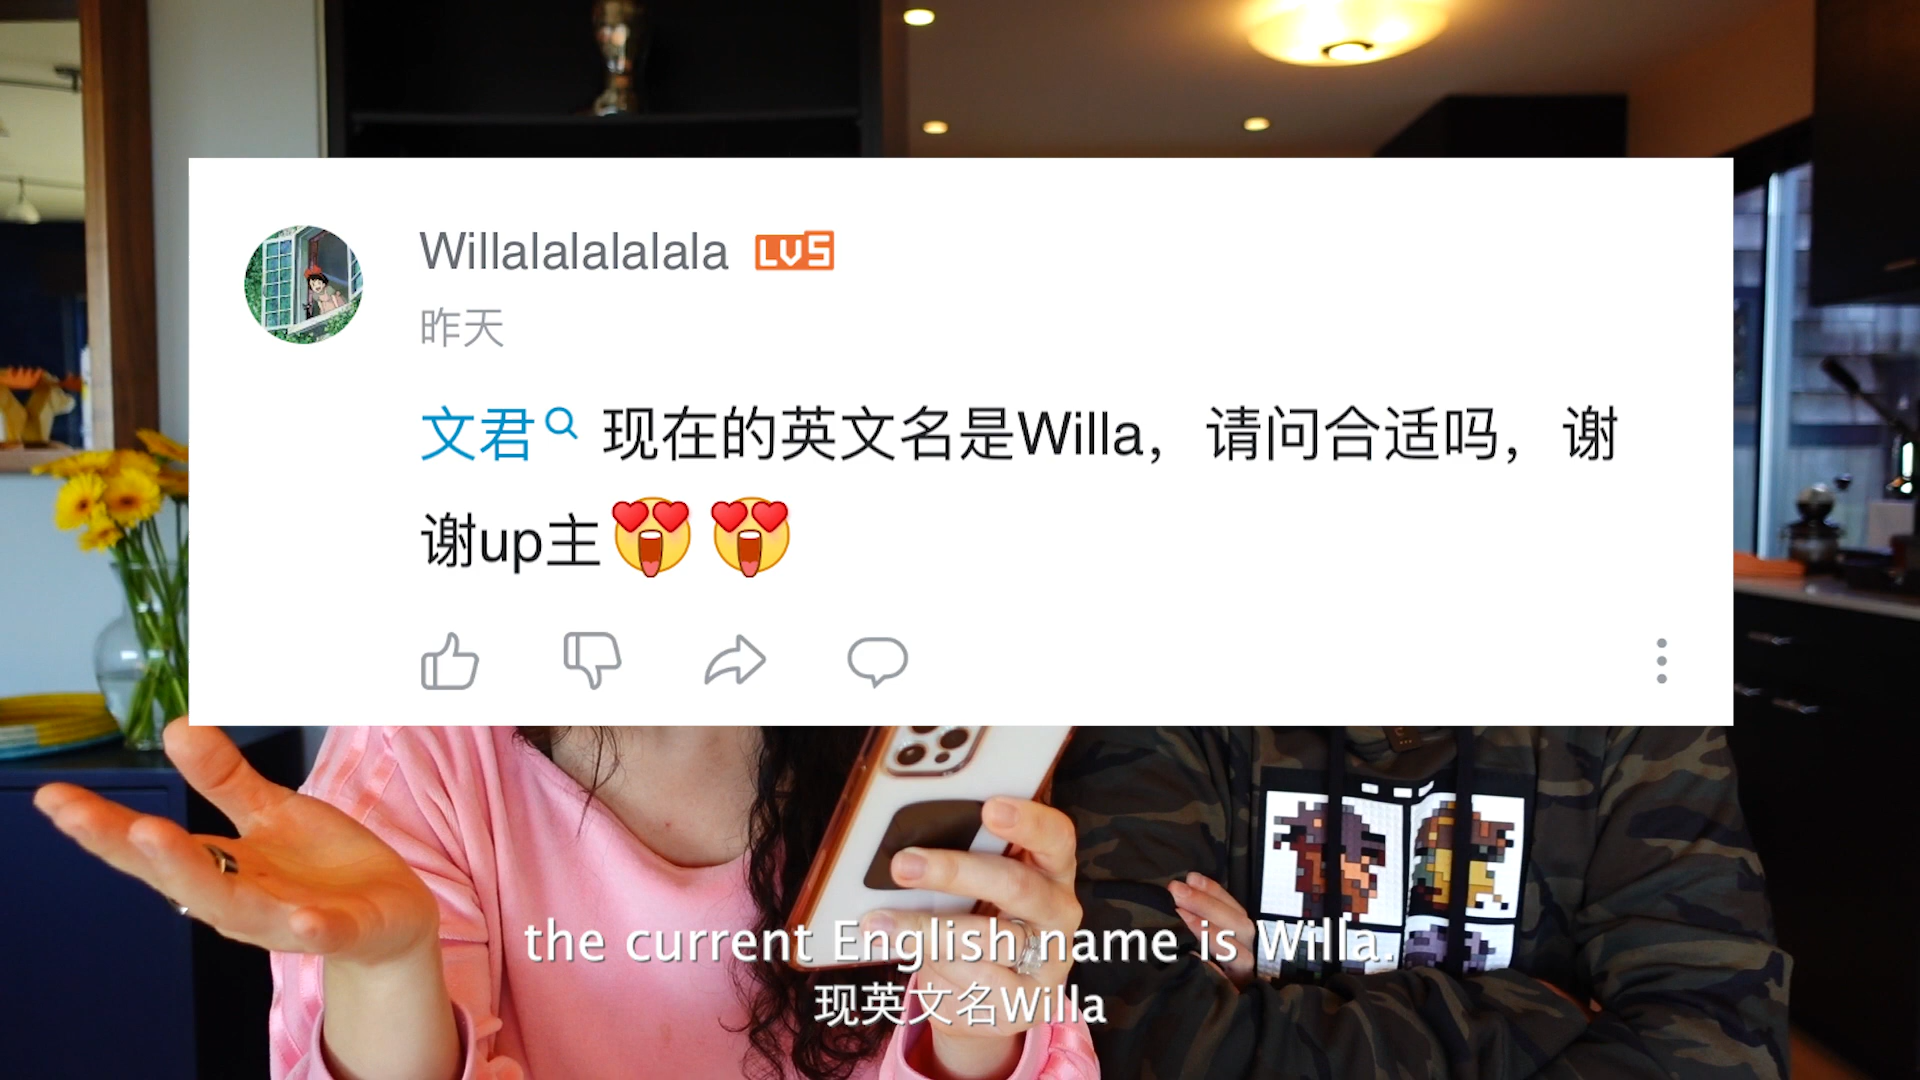 Willalalalalala LV5
昨天
文君 现在的英文名是Willa，请问合适吗，谢
谢up主
the current English name is Willa.
现英文名Willa